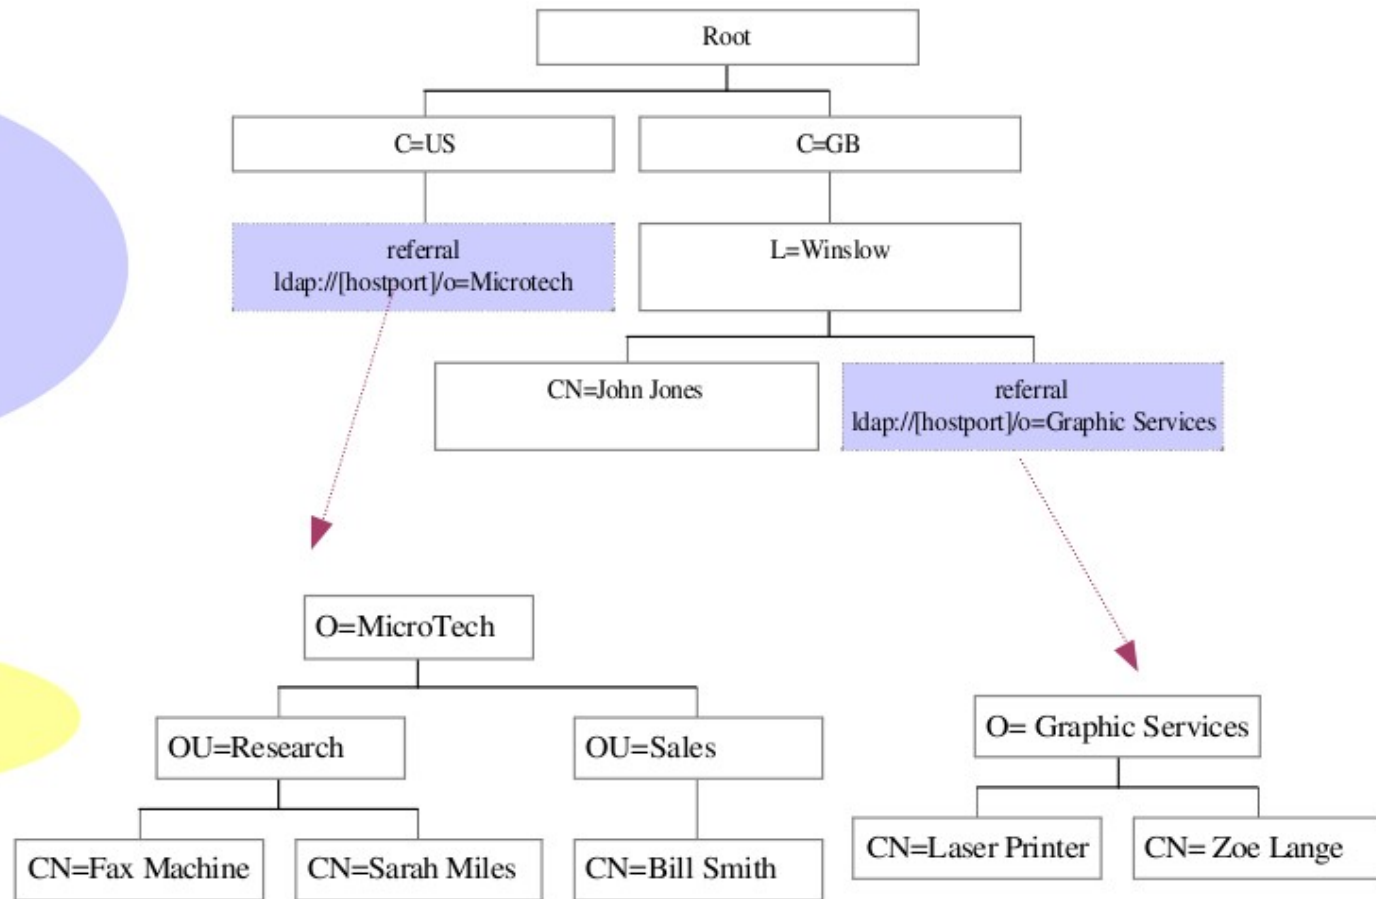 Root
C=US
C=GB
referral
ldap://[hostport]/o=Microtech
L=Winslow
CN=John Jones
referral
ldap://[hostport]/o=Graphic Services
O=MicroTech
OU=Research
OU=Sales
O= Graphic Services
CN=Fax Machine
CN=Sarah Miles
CN=Bill Smith
CN=Laser Printer
CN= Zoe Lange